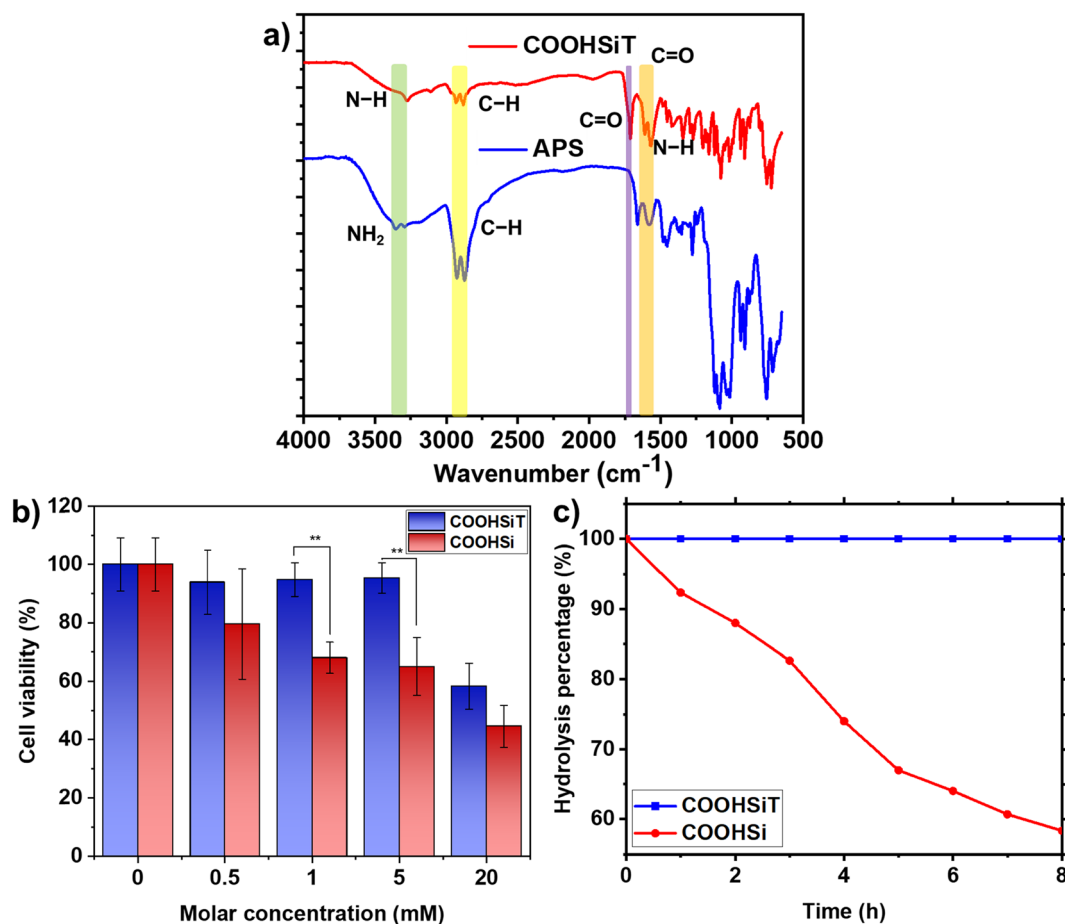 a)
COOHSiT
C=O
N−H
C−H
C=O
N−H
APS
NH₂
C−H
4000 3500 3000 2500 2000 1500 1000 500
Wavenumber (cm⁻¹)
b)
120
100
80
60
40
20
0
Cell viability (%)
COOHSiT
COOHSi
**
**
0 0.5 1 5 20
Molar concentration (mM)
c)
100
90
80
70
60
Hydrolysis percentage (%)
COOHSiT
COOHSi
0 2 4 6 8
Time (h)